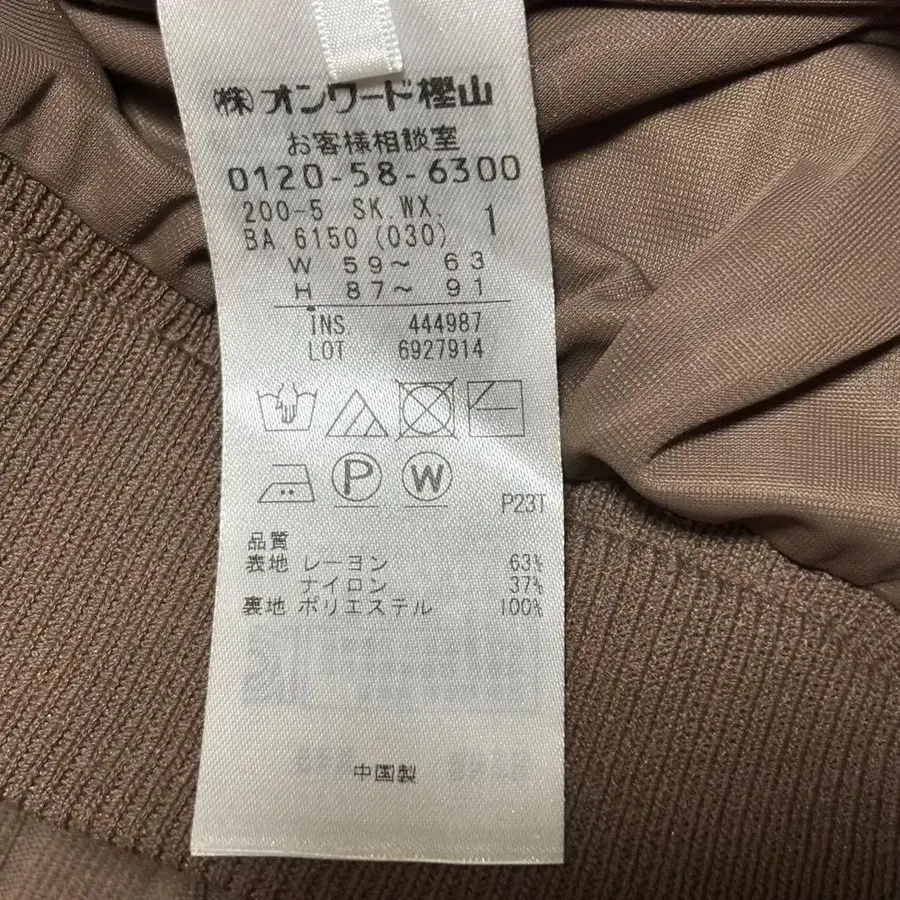 ㈱オンワード樫山
お客様相談室
0120-58-6300
200-5 SK.WX. 1
BA.6150(030)
W 59～ 63
H 87～ 91
INS 444987
LOT 6927914
P W
P23T
品質
表地 レーヨン 63%
ナイロン 37%
裏地 ポリエステル 100%
中国製